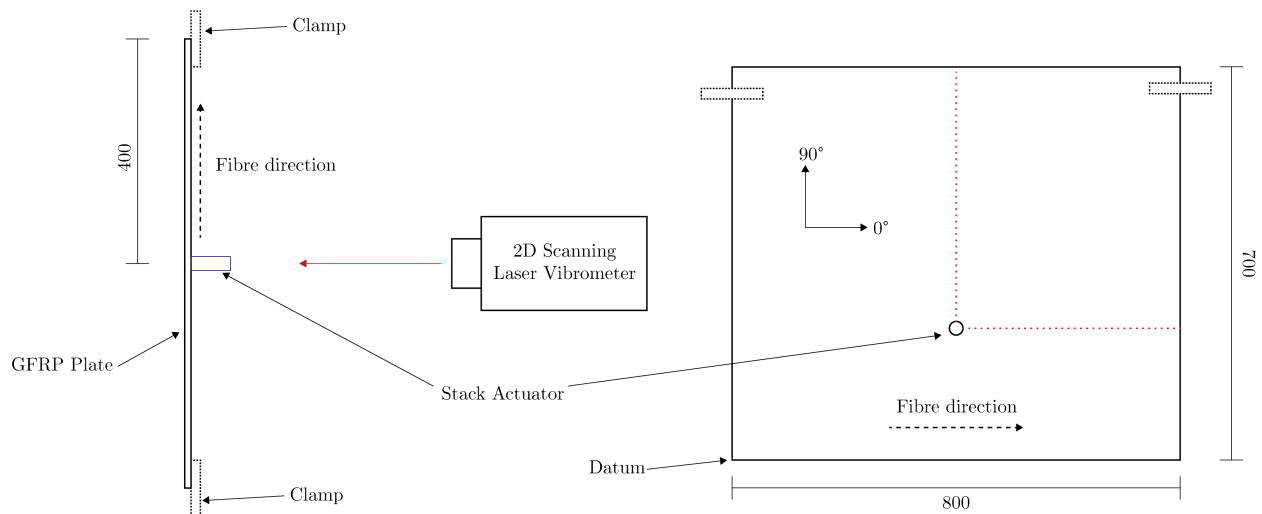 Clamp
400
Fibre direction
2D Scanning
Laser Vibrometer
GFRP Plate
Stack Actuator
Clamp
90°
0°
700
Fibre direction
Datum
800